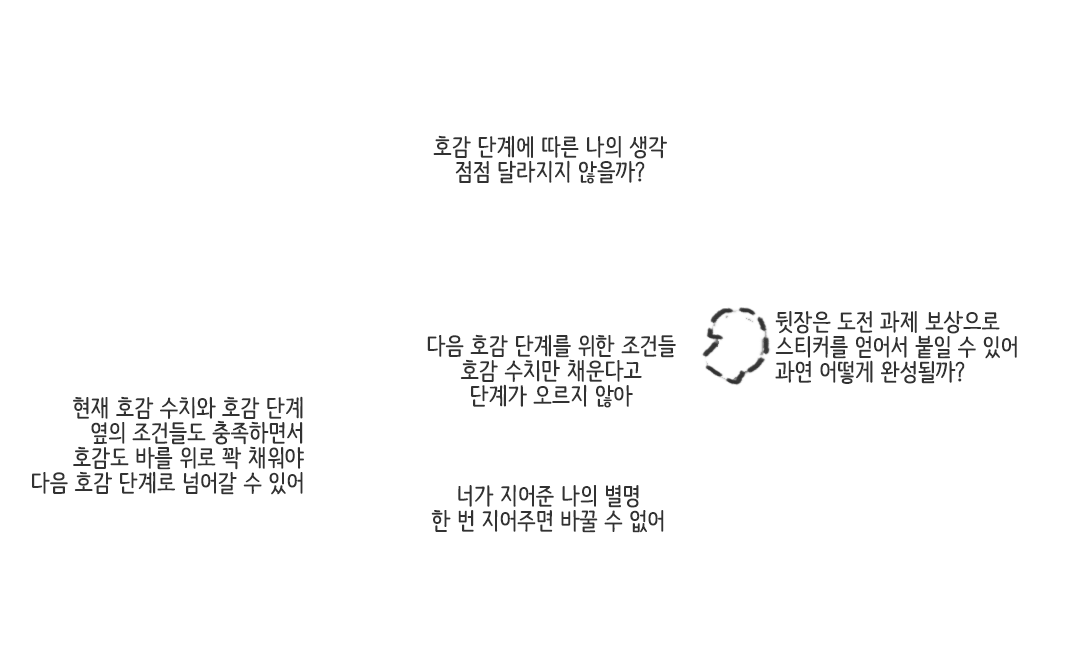 호감 단계에 따른 나의 생각
점점 달라지지 않을까?
다음 호감 단계를 위한 조건들
호감 수치만 채운다고
단계가 오르지 않아
뒷장은 도전 과제 보상으로
스티커를 얻어서 붙일 수 있어
과연 어떻게 완성될까?
현재 호감 수치와 호감 단계
옆의 조건들도 충족하면서
호감도 바를 위로 꽉 채워야
다음 호감 단계로 넘어갈 수 있어
너가 지어준 나의 별명
한 번 지어주면 바꿀 수 없어